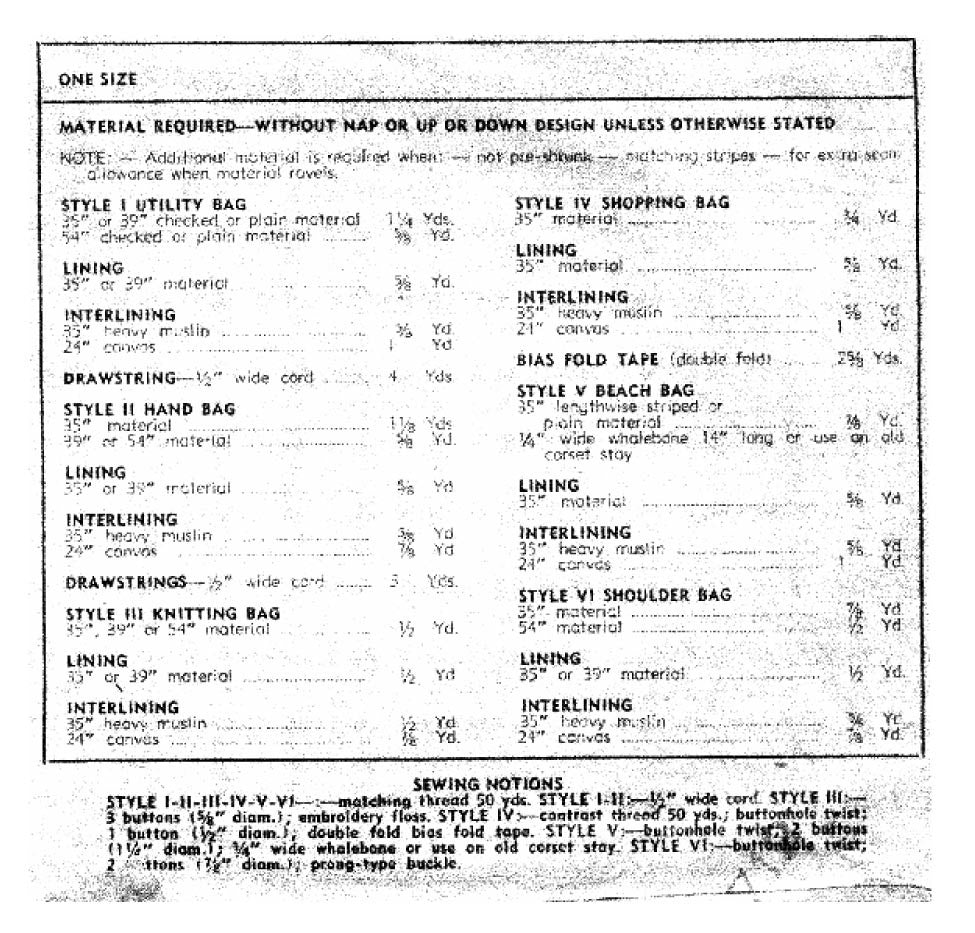 ONE SIZE
MATERIAL REQUIRED—WITHOUT NAP OR UP OR DOWN DESIGN UNLESS OTHERWISE STATED
NOTE: — Additional material is required when: — not pre-shrunk — matching stripes — for extra seam
allowance when material ravels.
STYLE I UTILITY BAG
35" or 39" checked or plain material 1¼ Yds.
54" checked or plain material ......... ⅝ Yd.
LINING
35" or 39" material ⅝ Yd.
INTERLINING
35" heavy muslin ......... ⅝ Yd.
24" canvas ......... 1 Yd.
DRAWSTRING—½" wide cord ......... 4 Yds.
STYLE II HAND BAG
35" material ......... 1⅛ Yds.
39" or 54" material ......... ⅝ Yd.
LINING
35" or 39" material ......... ⅝ Yd.
INTERLINING
35" heavy muslin ......... ⅝ Yd.
24" canvas ......... ⅞ Yd.
DRAWSTRINGS—½" wide cord ......... 3 Yds.
STYLE III KNITTING BAG
35", 39" or 54" material ......... ½ Yd.
LINING
35" or 39" material ......... ½ Yd.
INTERLINING
35" heavy muslin ......... ½ Yd.
24" canvas ......... Yd.
STYLE IV SHOPPING BAG
35" material ......... ¾ Yd.
LINING
35" material ......... ⅝ Yd.
INTERLINING
35" heavy muslin ......... ⅝ Yd.
24" canvas ......... 1 Yd.
BIAS FOLD TAPE (double fold) ......... 2⅝ Yds.
STYLE V BEACH BAG
35" lengthwise striped or
plain material ......... ⅞ Yd.
¼" wide whalebone 14" long or use an old
corset stay
LINING
35" material ......... ⅝ Yd.
INTERLINING
35" heavy muslin ......... ⅝ Yd.
24" canvas ......... 1 Yd.
STYLE VI SHOULDER BAG
35" material ......... ⅞ Yd.
54" material ......... ½ Yd.
LINING
35" or 39" material ......... ½ Yd.
INTERLINING
35" heavy muslin ......... ⅝ Yd.
24" canvas ......... ⅞ Yd.
SEWING NOTIONS
STYLE I-II-III-IV-V-VI—:—matching thread 50 yds. STYLE I-II:—½" wide cord. STYLE III:—
3 buttons (⅝" diam.); embroidery floss. STYLE IV:— contrast thread 50 yds.; buttonhole twist;
1 button (½" diam.); double fold bias fold tape. STYLE V:—buttonhole twist; 2 buttons
(1⅛" diam.); ¼" wide whalebone or use on old corset stay. STYLE VI:—buttonhole twist;
2 ttons (⅞" diam.); prong-type buckle.